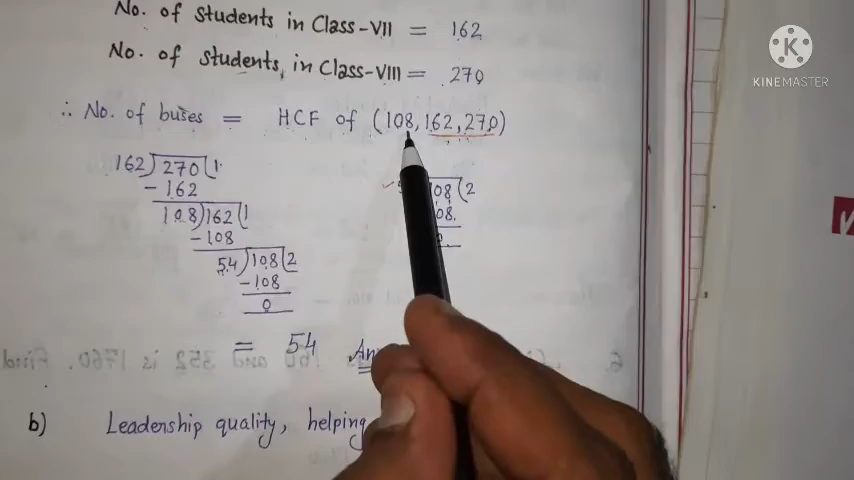 No. of Students in Class-VII = 162
No. of students, in Class-VIII = 270
KINEMASTER
∴ No. of buses = HCF of (108, 162, 270)
162) 270 (1
- 162
108) 162 (1
- 108
54) 108 (2
- 108
0
108 (2
108
0
= 54
b) Leadership quality, helping